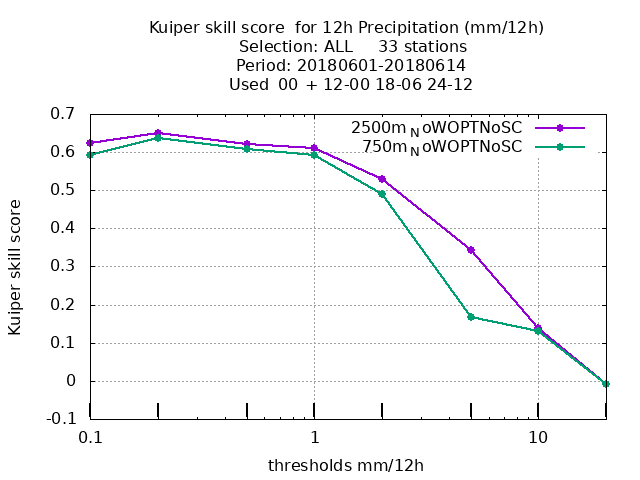 Kuiper skill score  for 12h Precipitation (mm/12h)
Selection: ALL     33 stations
Period: 20180601-20180614
Used  00 + 12-00 18-06 24-12
0.7
0.6
0.5
0.4
0.3
0.2
0.1
0
-0.1
Kuiper skill score
2500m_NoWOPTNoSC
750m_NoWOPTNoSC
0.1 1 10
thresholds mm/12h